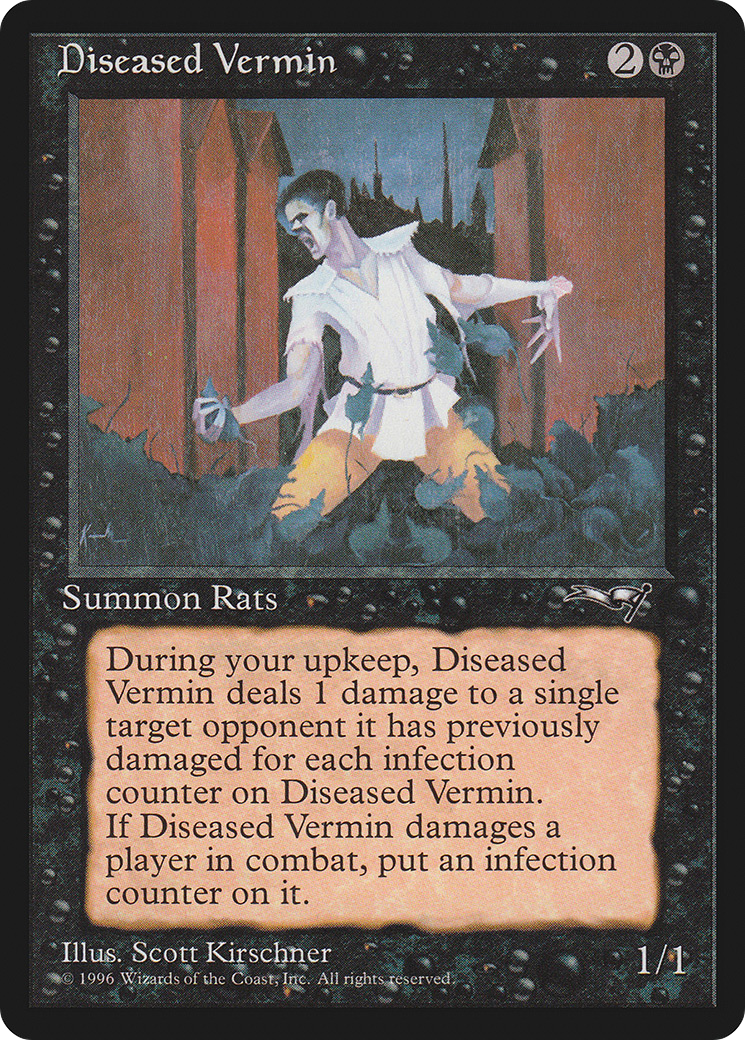 Diseased Vermin 2
Summon Rats
During your upkeep, Diseased
Vermin deals 1 damage to a single
target opponent it has previously
damaged for each infection
counter on Diseased Vermin.
If Diseased Vermin damages a
player in combat, put an infection
counter on it.
Illus. Scott Kirschner
1/1
© 1996 Wizards of the Coast, Inc. All rights reserved.